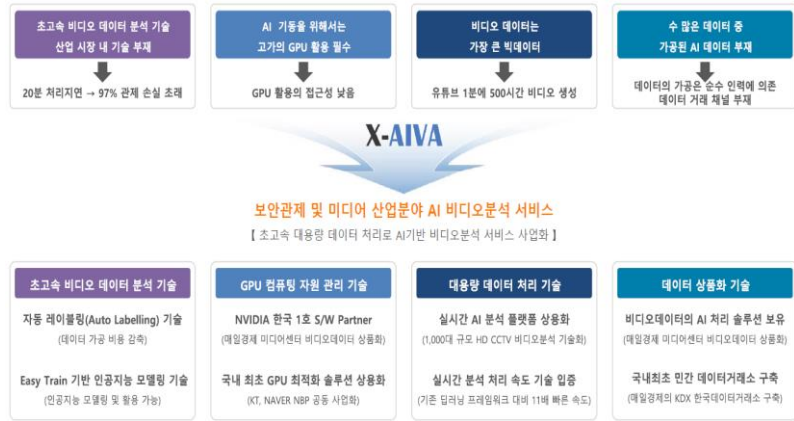 초고속 비디오 데이터 분석 기술
산업 시장 내 기술 부재
20분 처리지연 → 97% 관제 손실 초래
AI 기동을 위해서는
고가의 GPU 활용 필수
GPU 활용의 접근성 낮음
비디오 데이터는
가장 큰 빅데이터
유튜브 1분에 500시간 비디오 생성
수 많은 데이터 중
가공된 AI 데이터 부재
데이터의 가공은 순수 인력에 의존
데이터 거래 채널 부재
X-AIVA
보안관제 및 미디어 산업분야 AI 비디오분석 서비스
【 초고속 대용량 데이터 처리로 AI기반 비디오분석 서비스 사업화 】
초고속 비디오 데이터 분석 기술
자동 레이블링(Auto Labelling) 기술
(데이터 가공 비용 감축)
Easy Train 기반 인공지능 모델링 기술
(인공지능 모델링 및 활용 가능)
GPU 컴퓨팅 자원 관리 기술
NVIDIA 한국 1호 S/W Partner
(매일경제 미디어센터 비디오데이터 상품화)
국내 최초 GPU 최적화 솔루션 상용화
(KT, NAVER NBP 공동 사업화)
대용량 데이터 처리 기술
실시간 AI 분석 플랫폼 상용화
(1,000대 규모 HD CCTV 비디오분석 기술화)
실시간 분석 처리 속도 기술 입증
(기존 딥러닝 프레임워크 대비 11배 빠른 속도)
데이터 상품화 기술
비디오데이터의 AI 처리 솔루션 보유
(매일경제 미디어센터 비디오데이터 상품화)
국내최초 민간 데이터거래소 구축
(매일경제의 KDX 한국데이터거래소 구축)